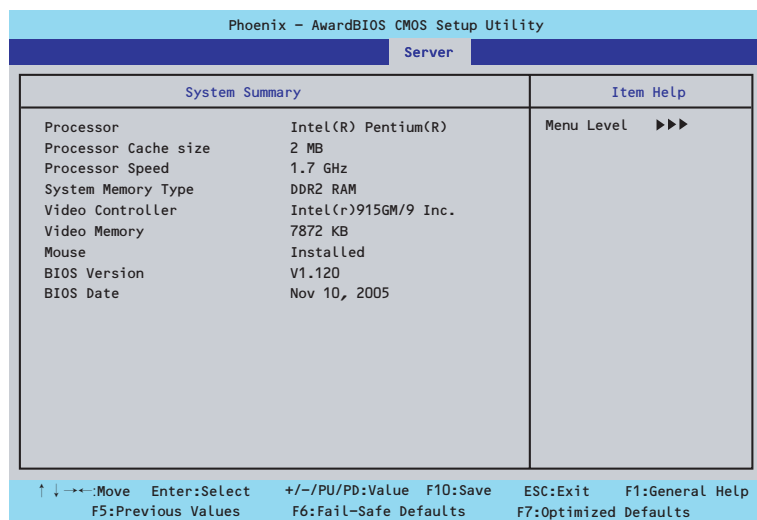 Phoenix - AwardBIOS CMOS Setup Utility
Server
System Summary
Item Help
Processor Intel(R) Pentium(R)
Menu Level ▶▶▶
Processor Cache size 2 MB
Processor Speed 1.7 GHz
System Memory Type DDR2 RAM
Video Controller Intel(r)915GM/9 Inc.
Video Memory 7872 KB
Mouse Installed
BIOS Version V1.120
BIOS Date Nov 10, 2005
↑↓→←:Move Enter:Select +/-/PU/PD:Value F10:Save ESC:Exit F1:General Help
F5:Previous Values F6:Fail-Safe Defaults F7:Optimized Defaults